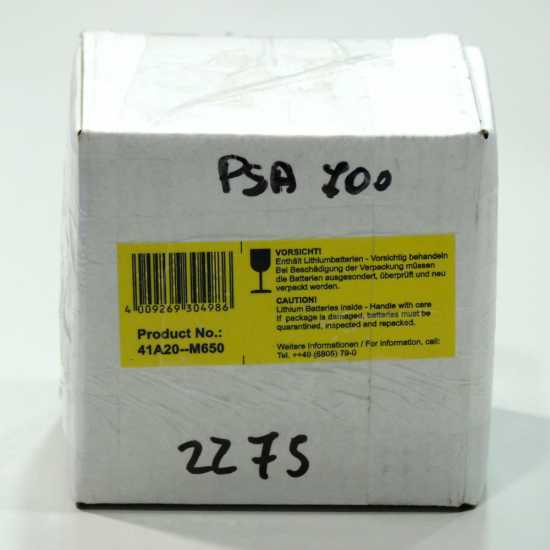 PSA 100
VORSICHT!
Enthält Lithiumbatterien - Vorsichtig behandeln
Bei Beschädigung der Verpackung müssen
die Batterien ausgesondert, überprüft und neu
verpackt werden.
4 009269 304986
CAUTION!
Lithium Batteries inside - Handle with care
If package is damaged, batteries must be
quarantined, inspected and repacked.
Product No.:
41A20--M650
Weitere Informationen / For information, call:
Tel. ++49 (6805) 79-0
2275